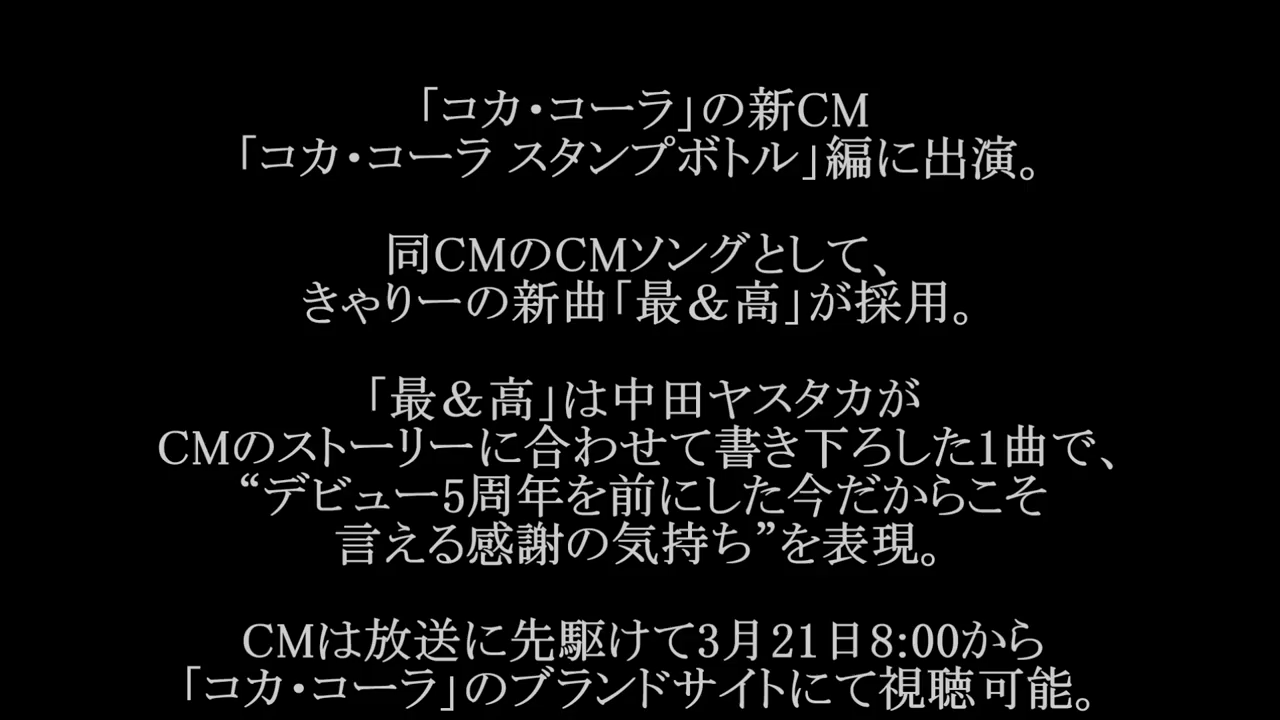 「コカ・コーラ」の新CM
「コカ・コーラ スタンプボトル」編に出演。
同CMのCMソングとして、
きゃりーの新曲「最＆高」が採用。
「最＆高」は中田ヤスタカが
CMのストーリーに合わせて書き下ろした1曲で、
“デビュー5周年を前にした今だからこそ
言える感謝の気持ち”を表現。
CMは放送に先駆けて3月21日8:00から
「コカ・コーラ」のブランドサイトにて視聴可能。